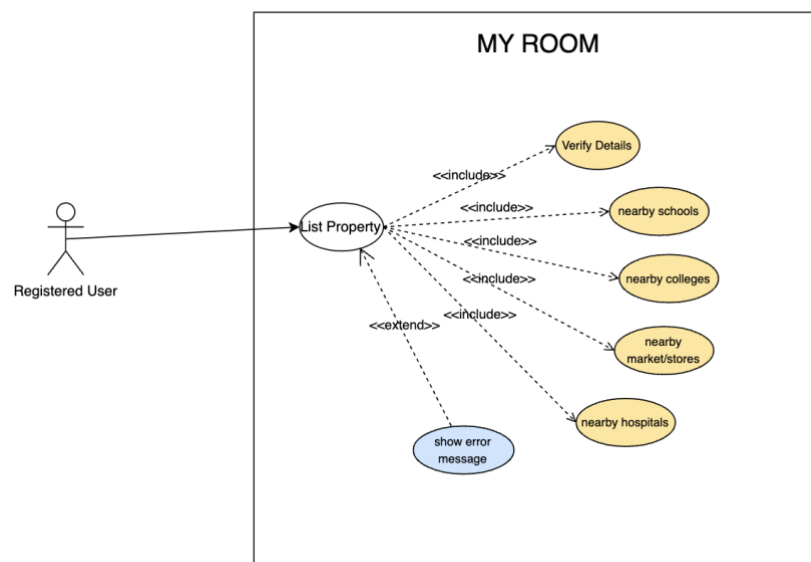 MY ROOM
Verify Details
<<include>>
nearby schools
<<include>>
List Property
<<include>>
nearby colleges
<<include>>
Registered User
<<include>>
<<extend>>
nearby
market/stores
nearby hospitals
show error
message